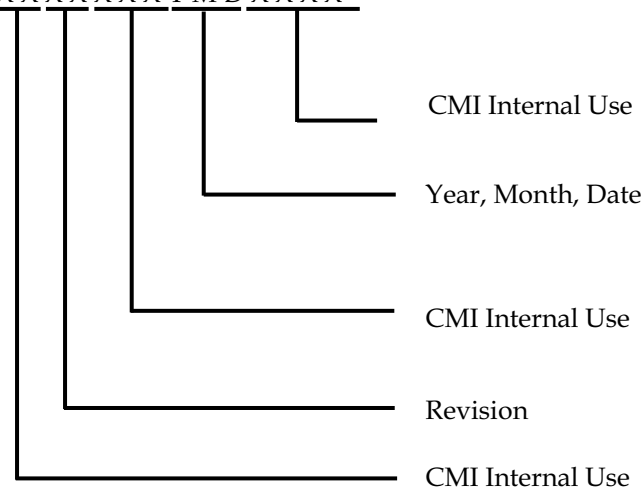 CMI Internal Use
Year, Month, Date
CMI Internal Use
Revision
CMI Internal Use